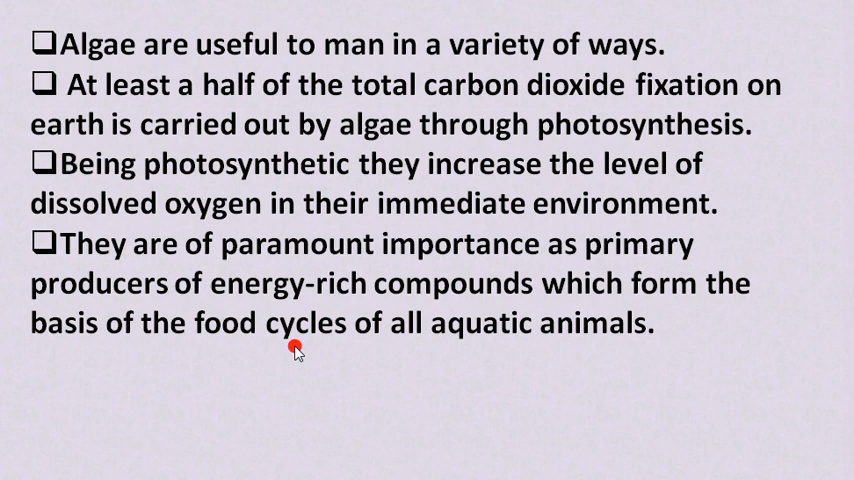 ❑Algae are useful to man in a variety of ways.
❑ At least a half of the total carbon dioxide fixation on
earth is carried out by algae through photosynthesis.
❑Being photosynthetic they increase the level of
dissolved oxygen in their immediate environment.
❑They are of paramount importance as primary
producers of energy-rich compounds which form the
basis of the food cycles of all aquatic animals.